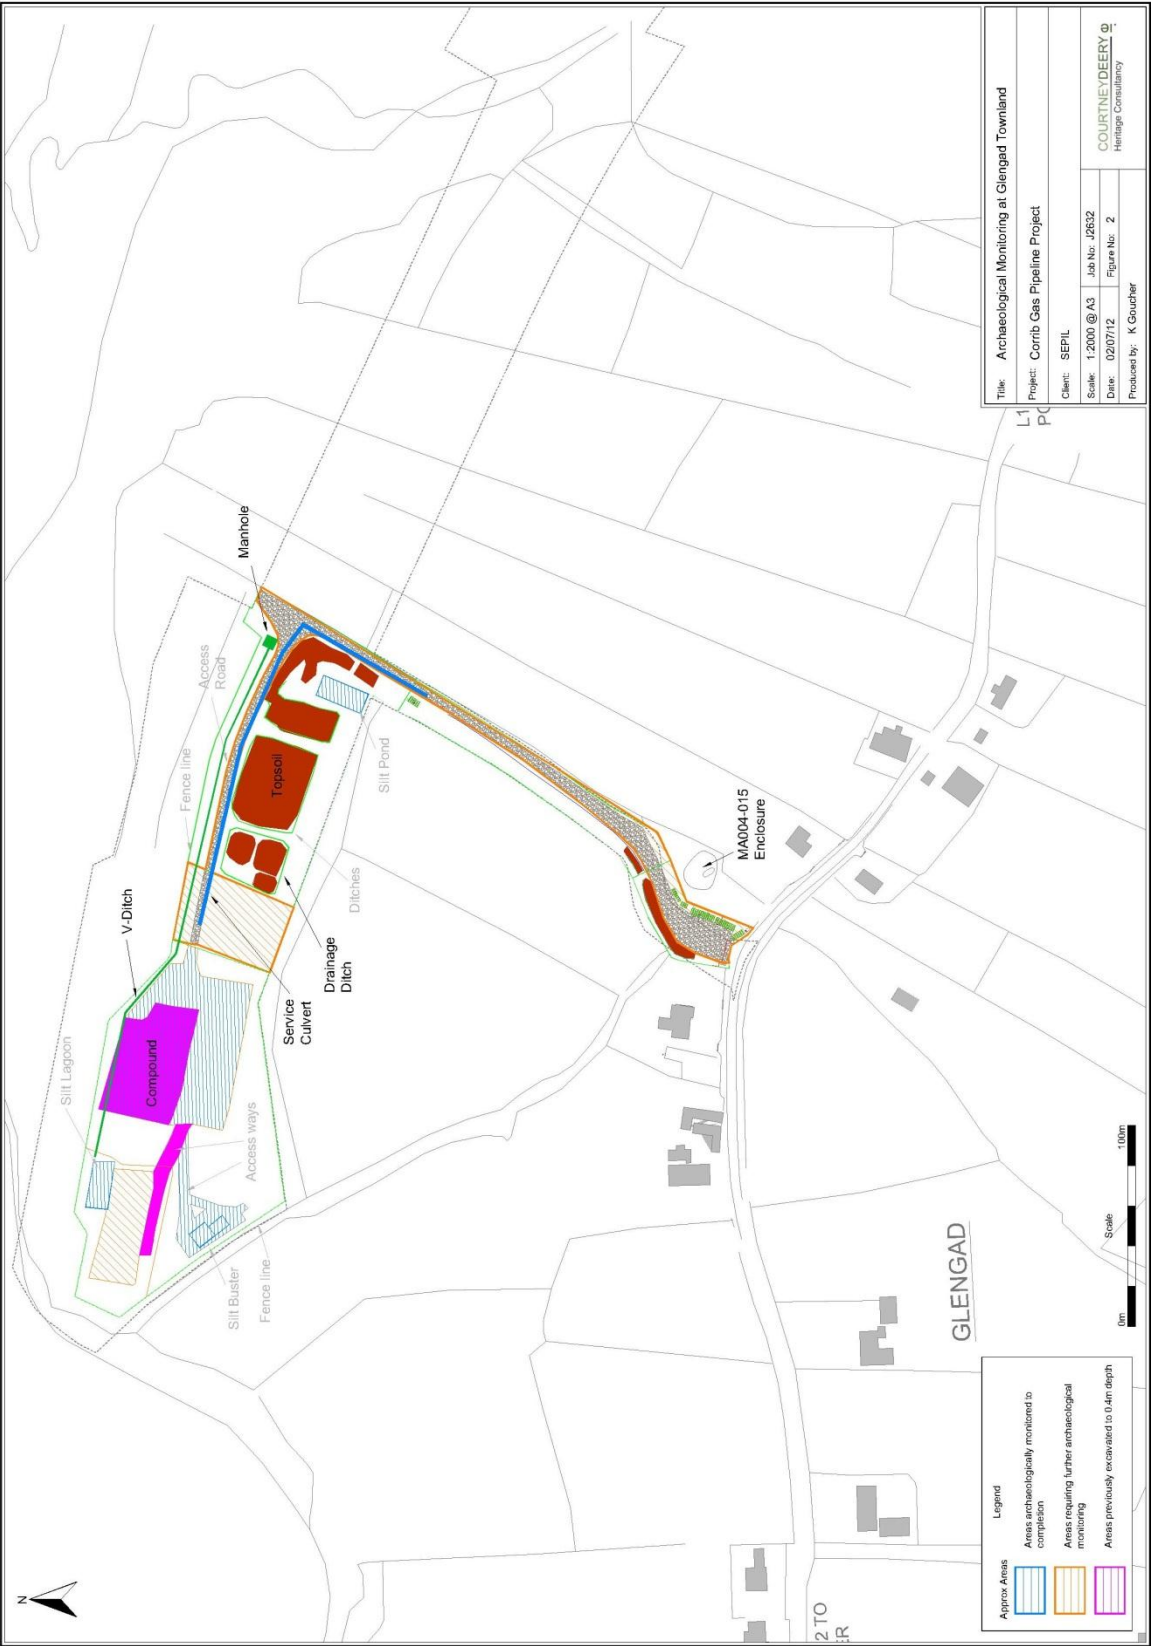 N
V-Ditch
Silt Lagoon
Compound
Access ways
Silt Buster
Fence line
Fence line
Access
Road
Manhole
Topsoil
Silt Pond
Ditches
Drainage
Ditch
Service
Culvert
MA004-015
Enclosure
GLENGAD
2 TO
:R
L1
PC
0m
Scale
100m
Legend
Approx Areas
Areas archaeologically monitored to
completion
Areas requiring further archaeological
monitoring
Areas previously excavated to 0.4m depth
Title: Archaeological Monitoring at Glengad Townland
Project: Corrib Gas Pipeline Project
Client: SEPIL
Scale: 1:2000 @ A3
Job No: J2632
Date: 02/07/12
Figure No: 2
Produced by: K Goucher
COURTNEYDEERY
Heritage Consultancy